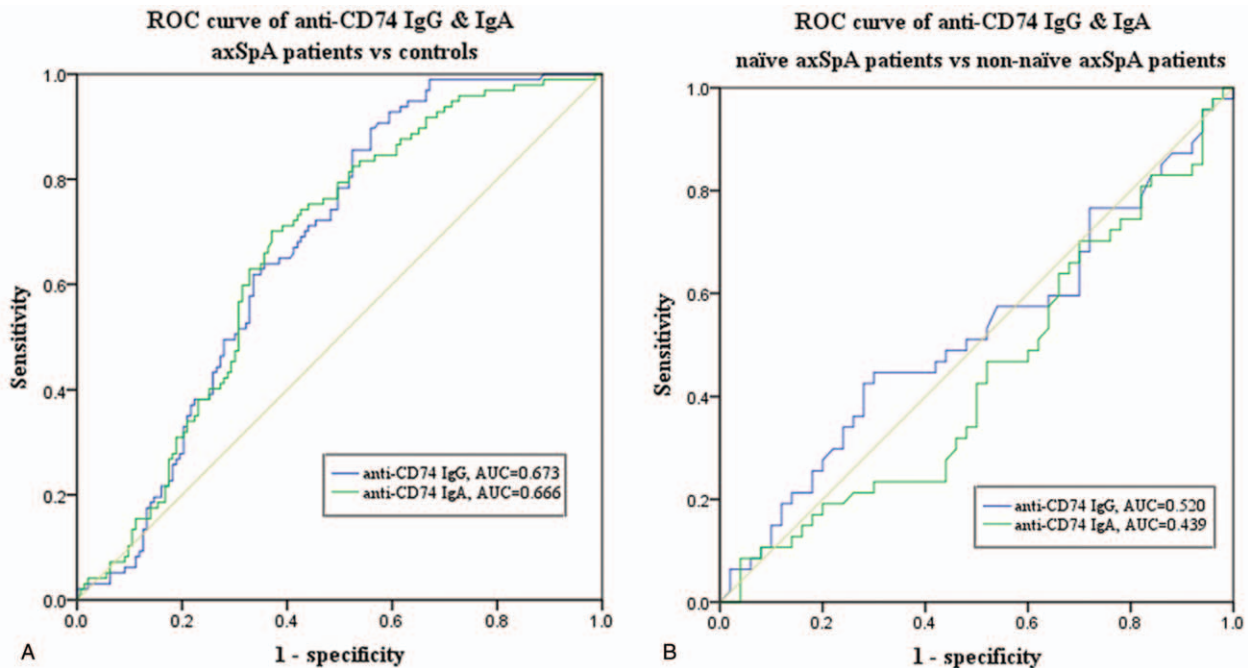 ROC curve of anti-CD74 IgG & IgA
axSpA patients vs controls
1.0
0.8
0.6
0.4
0.2
0.0
Sensitivity
anti-CD74 IgG, AUC=0.673
anti-CD74 IgA, AUC=0.666
0.2
0.4
0.6
0.8
1.0
A
1 - specificity
ROC curve of anti-CD74 IgG & IgA
naïve axSpA patients vs non-naïve axSpA patients
1.0
0.8
0.6
0.4
0.2
0.0
Sensitivity
anti-CD74 IgG, AUC=0.520
anti-CD74 IgA, AUC=0.439
0.0
0.2
0.4
0.6
0.8
1.0
B
1 - specificity